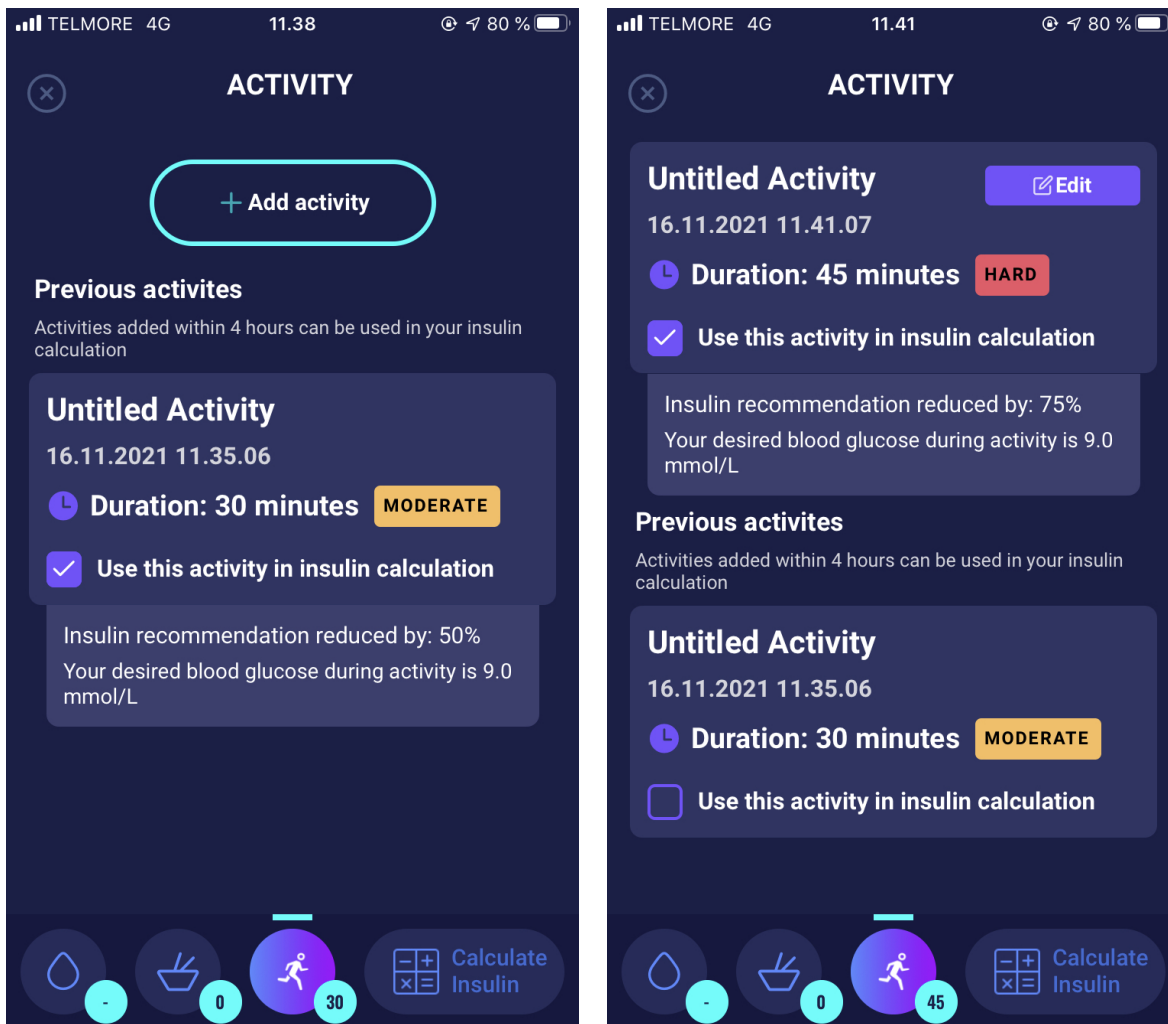 TELMORE 4G 11.38 80 %
ACTIVITY
+ Add activity
Previous activites
Activities added within 4 hours can be used in your insulin
calculation
Untitled Activity
16.11.2021 11.35.06
Duration: 30 minutes MODERATE
Use this activity in insulin calculation
Insulin recommendation reduced by: 50%
Your desired blood glucose during activity is 9.0
mmol/L
- 0 30
Calculate
Insulin
TELMORE 4G 11.41 80 %
ACTIVITY
Untitled Activity Edit
16.11.2021 11.41.07
Duration: 45 minutes HARD
Use this activity in insulin calculation
Insulin recommendation reduced by: 75%
Your desired blood glucose during activity is 9.0
mmol/L
Previous activites
Activities added within 4 hours can be used in your insulin
calculation
Untitled Activity
16.11.2021 11.35.06
Duration: 30 minutes MODERATE
Use this activity in insulin calculation
- 0 45
Calculate
Insulin